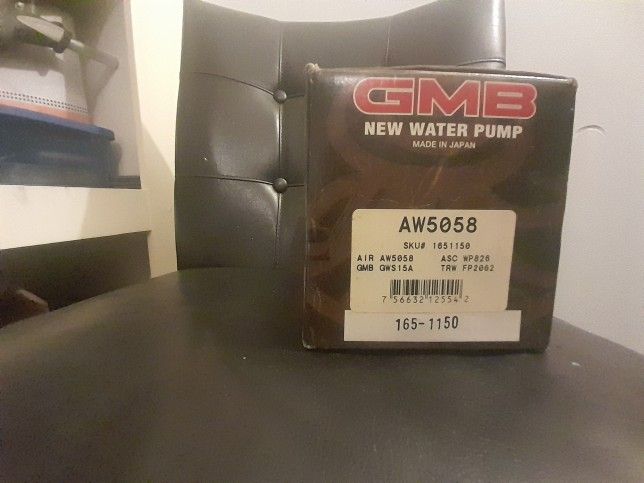 GMB
NEW WATER PUMP
MADE IN JAPAN
AW5058
SKU# 1651150
AIR AW5058 ASC WP826
GMB GWS15A TRW FP2062
7 56632 12554 2
165-1150